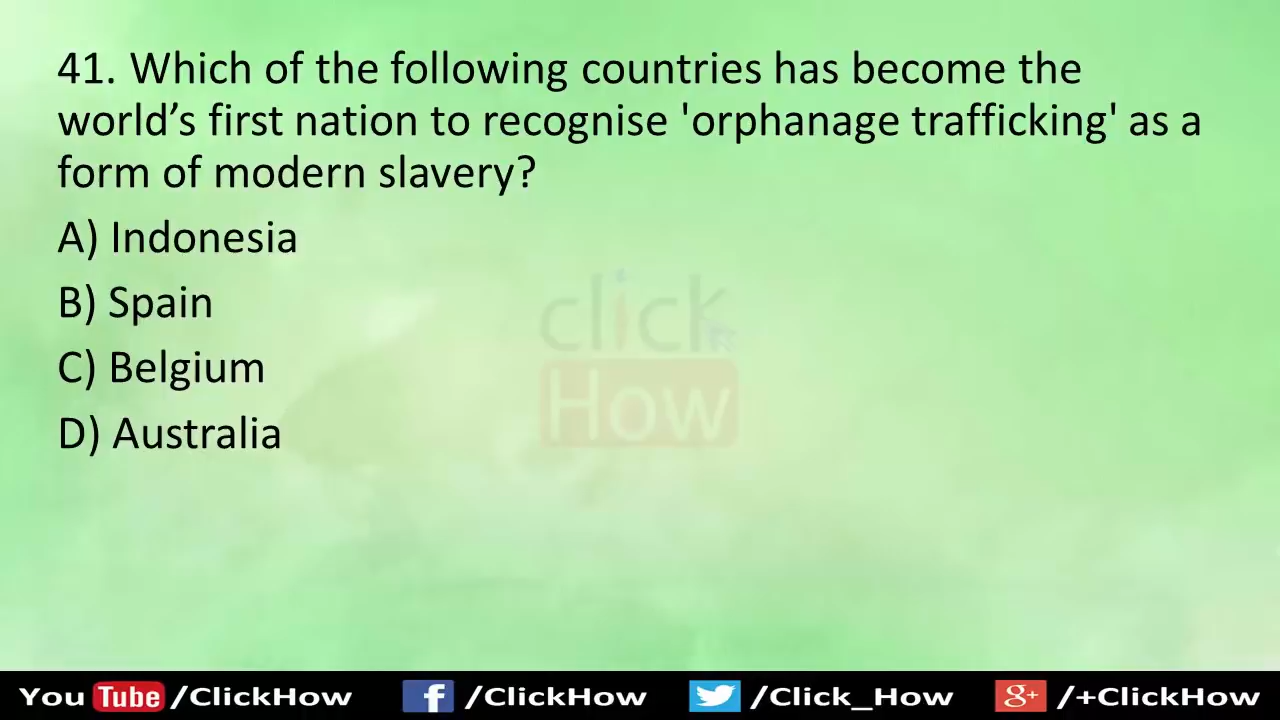 41. Which of the following countries has become the
world’s first nation to recognise 'orphanage trafficking' as a
form of modern slavery?
A) Indonesia
B) Spain
C) Belgium
D) Australia
click
How
You Tube /ClickHow f /ClickHow /Click_How g+ /+ClickHow